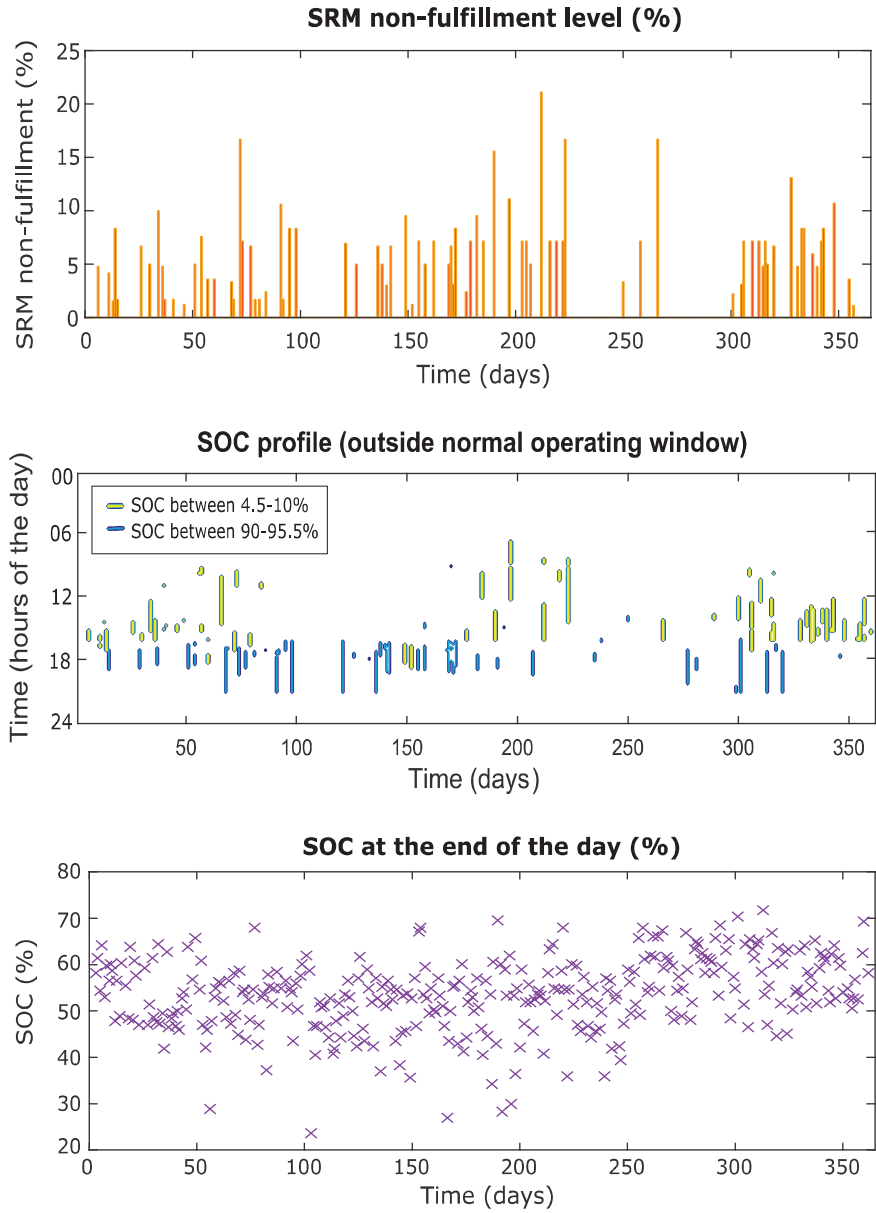 SRM non-fulfillment level (%)
SRM non-fulfillment (%)
25
20
15
10
5
0
0 50 100 150 200 250 300 350
Time (days)
SOC profile (outside normal operating window)
Time (hours of the day)
00
06
12
18
24
SOC between 4.5-10%
SOC between 90-95.5%
50 100 150 200 250 300 350
Time (days)
SOC at the end of the day (%)
SOC (%)
80
70
60
50
40
30
20
0 50 100 150 200 250 300 350
Time (days)